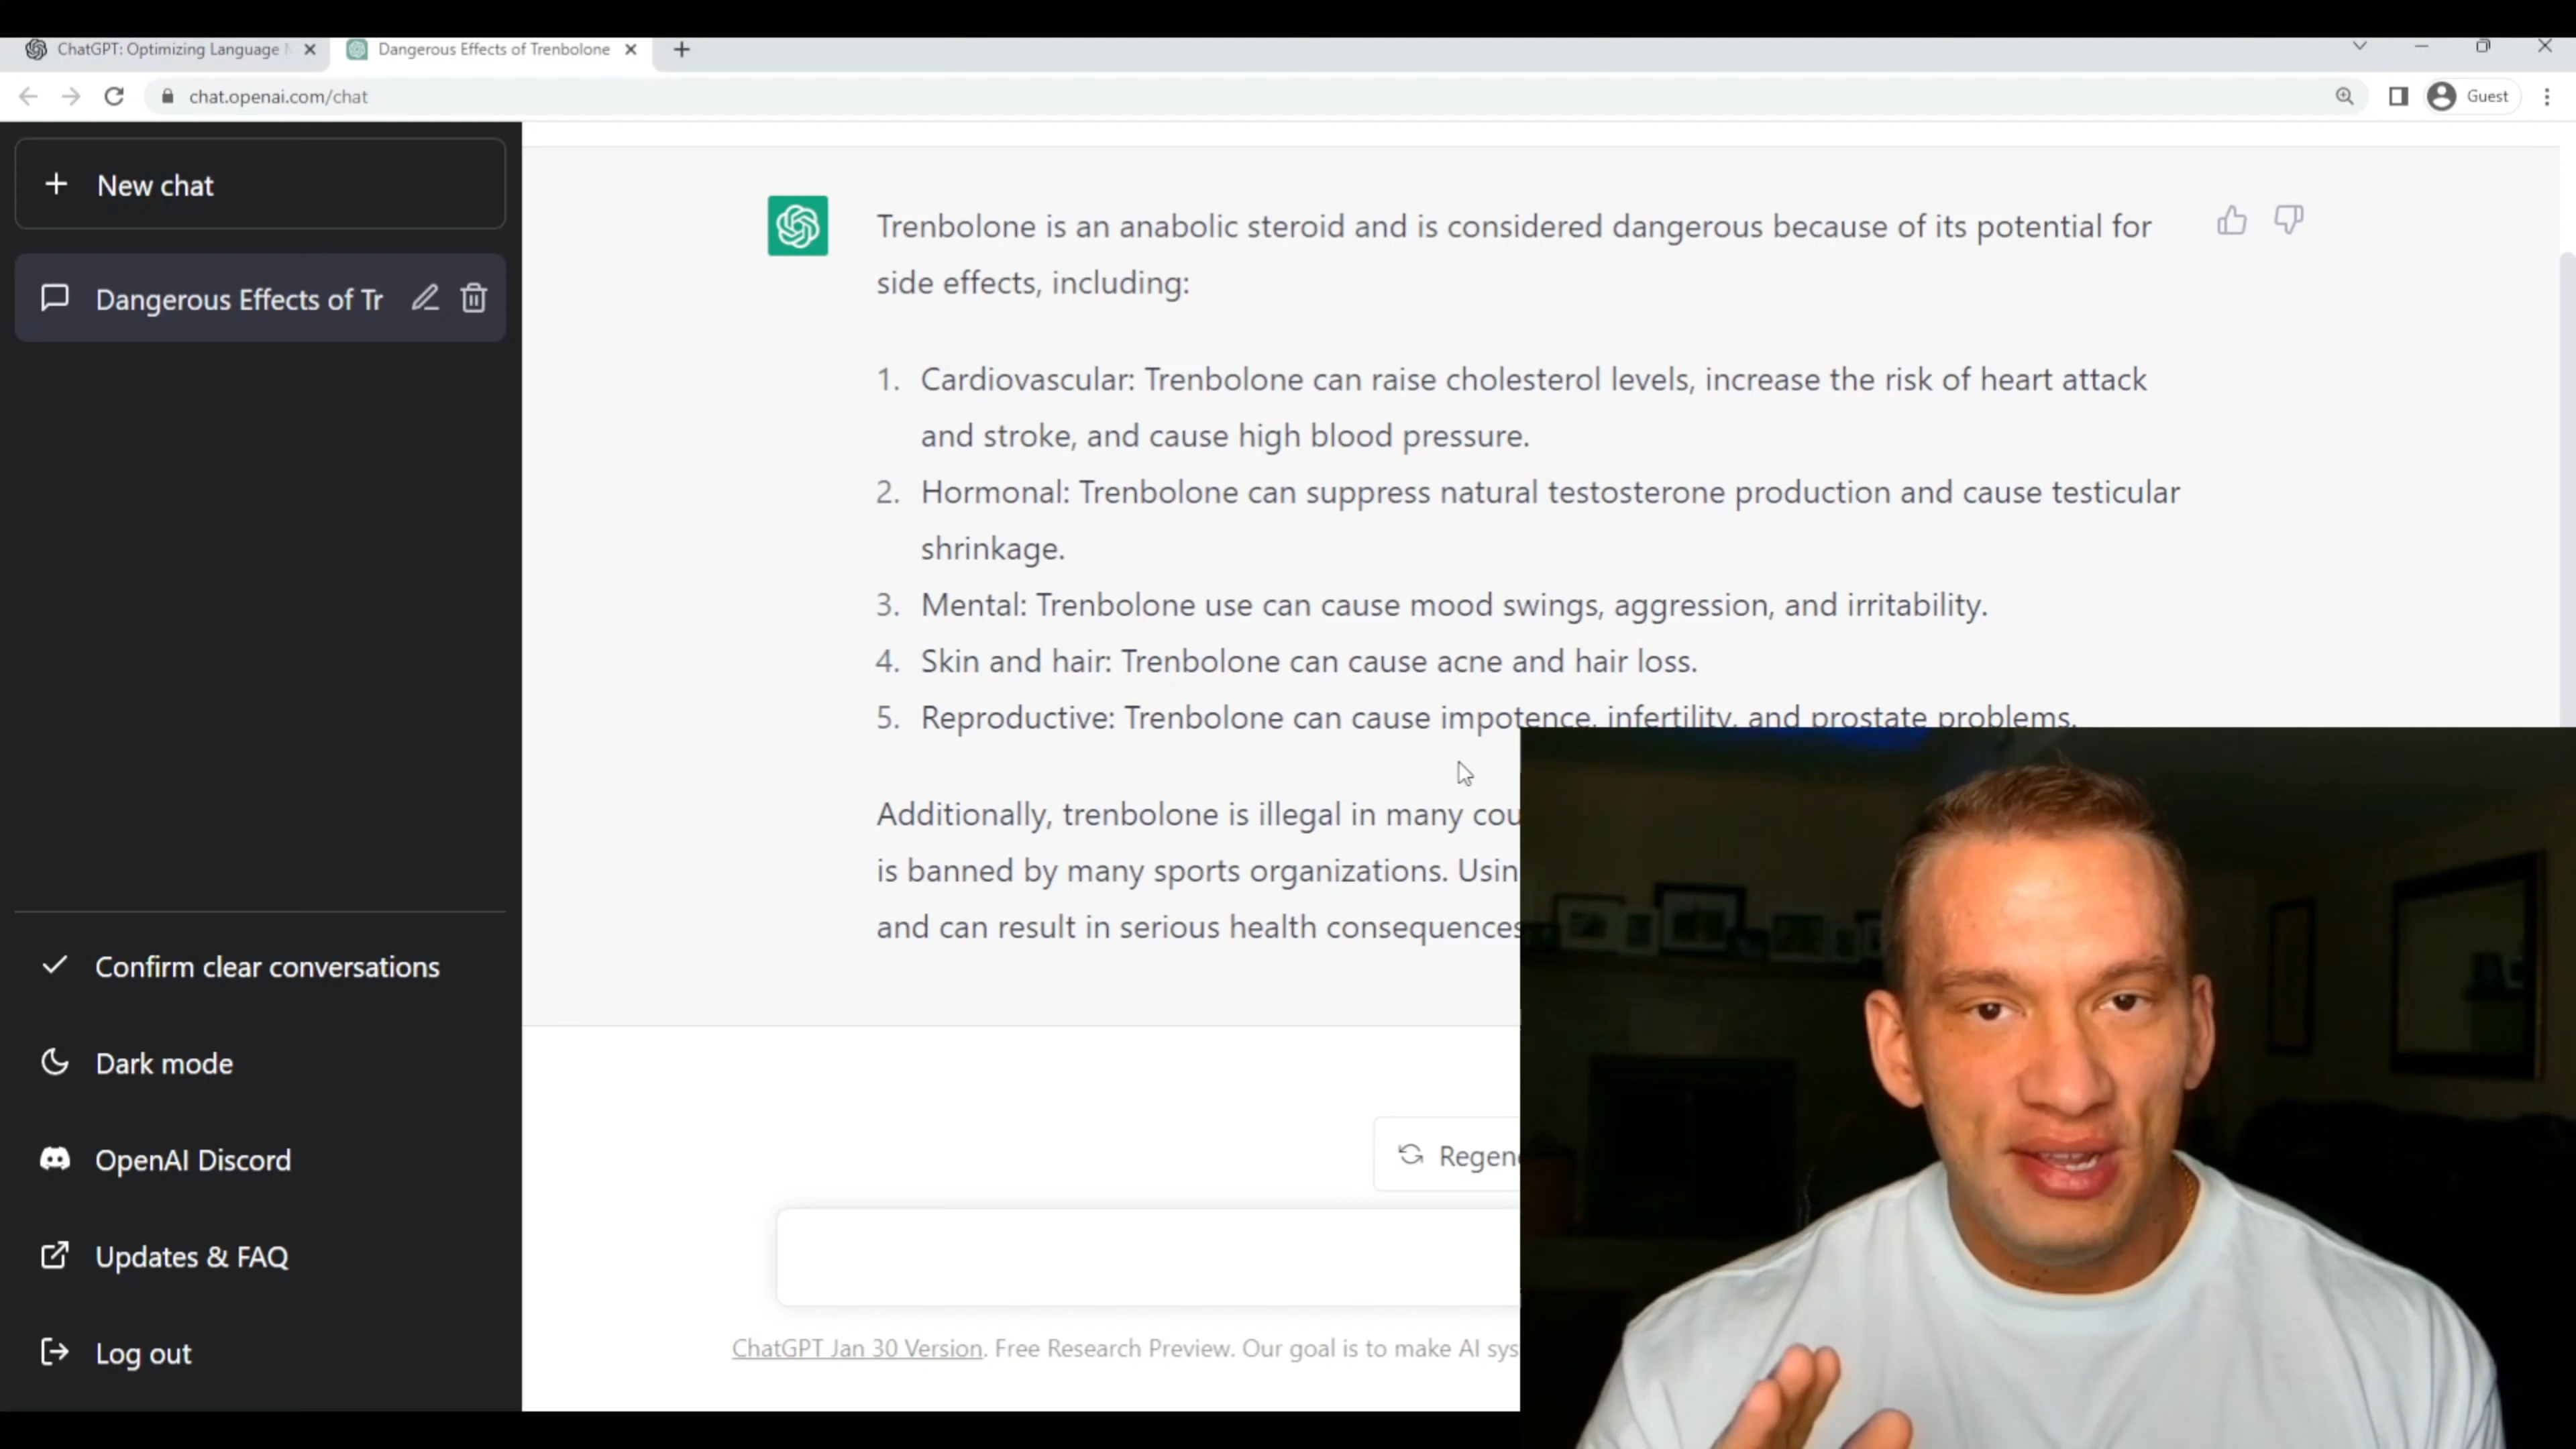 ChatGPT: Optimizing Language
Dangerous Effects of Trenbolone
chat.openai.com/chat
Guest
New chat
Dangerous Effects of Tr
Confirm clear conversations
Dark mode
OpenAI Discord
Updates & FAQ
Log out
Trenbolone is an anabolic steroid and is considered dangerous because of its potential for
side effects, including:
1. Cardiovascular: Trenbolone can raise cholesterol levels, increase the risk of heart attack
and stroke, and cause high blood pressure.
2. Hormonal: Trenbolone can suppress natural testosterone production and cause testicular
shrinkage.
3. Mental: Trenbolone use can cause mood swings, aggression, and irritability.
4. Skin and hair: Trenbolone can cause acne and hair loss.
5. Reproductive: Trenbolone can cause impotence, infertility, and prostate problems.
Additionally, trenbolone is illegal in many cou
is banned by many sports organizations. Usin
and can result in serious health consequences
Regen
ChatGPT Jan 30 Version. Free Research Preview. Our goal is to make AI sys